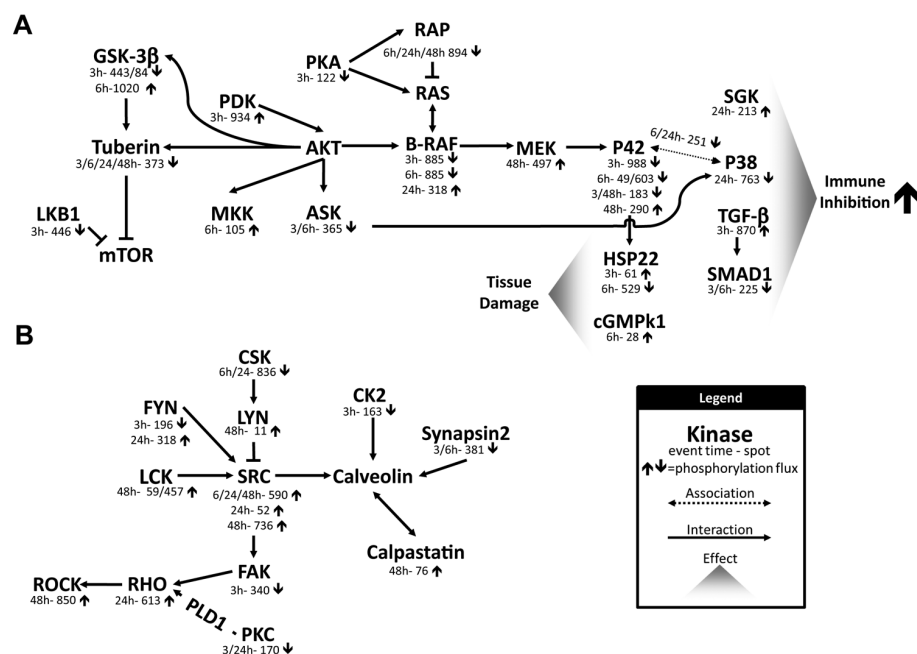 A
GSK-3β
3h- 443/84 ↓
6h-1020 ↑
PKA
3h- 122 ↓
RAP
6h/24h/48h 894 ↓
RAS
PDK
3h- 934 ↑
SGK
24h- 213 ↑
Tuberin
3/6/24/48h- 373 ↓
AKT
B-RAF
3h- 885 ↓
6h- 885 ↓
24h- 318 ↑
MEK
48h- 497 ↑
P42
3h- 988 ↓
6h- 49/603 ↓
3/48h- 183 ↓
48h- 290 ↑
6/24h- 251 ↓
P38
24h- 763 ↓
Immune
Inhibition ↑
LKB1
3h- 446 ↓
mTOR
MKK
6h- 105 ↑
ASK
3/6h- 365 ↓
TGF-β
3h- 870 ↑
SMAD1
3/6h- 225 ↓
Tissue
Damage
HSP22
3h- 61 ↑
6h- 529 ↓
cGMPk1
6h- 28 ↑
B
CSK
6h/24- 836 ↓
FYN
3h- 196 ↓
24h- 318 ↑
LYN
48h- 11 ↑
CK2
3h- 163 ↓
Synapsin2
3/6h- 381 ↓
LCK
48h- 59/457 ↑
SRC
6/24/48h- 590 ↑
24h- 52 ↑
48h- 736 ↑
Calveolin
Calpastatin
48h- 76 ↑
FAK
3h- 340 ↓
ROCK
48h- 850 ↑
RHO
24h- 613 ↑
PLD1
PKC
3/24h- 170 ↓
Legend
Kinase
event time - spot
↑↓=phosphorylation flux
Association
Interaction
Effect